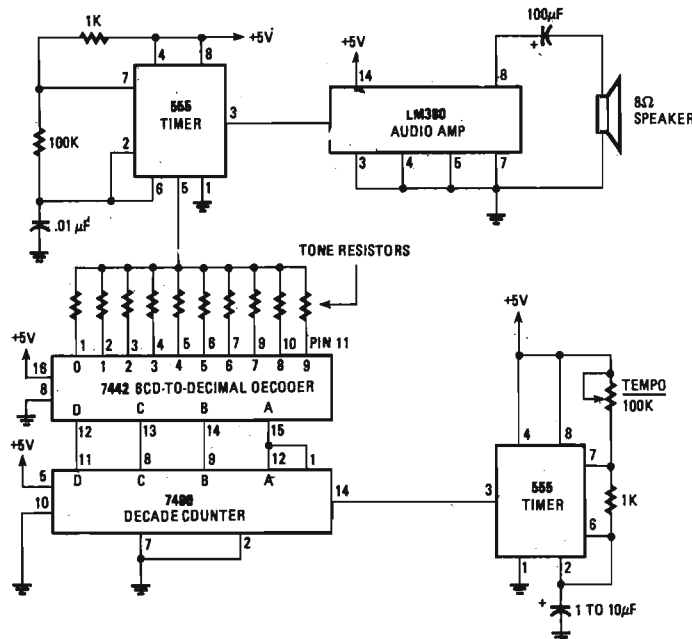 1K
+5V
100µF
+
+5V
4
8
7
555
TIMER
3
14
8
LM380
AUDIO AMP
8Ω
SPEAKER
100K
2
6
5
1
3
4
5
7
.01 µF
TONE RESISTORS
+5V
1
2
3
4
5
6
7
9
10
PIN 11
16
0
1
2
3
4
5
6
7
8
9
8
7442 BCD-TO-DECIMAL DECODER
D
C
B
A
12
13
14
15
+5V
11
8
9
12
1
5
D
C
B
A
10
7490
DECADE COUNTER
14
7
2
+5V
TEMPO
100K
4
8
7
3
555
TIMER
1K
6
1
2
+
1 TO 10µF